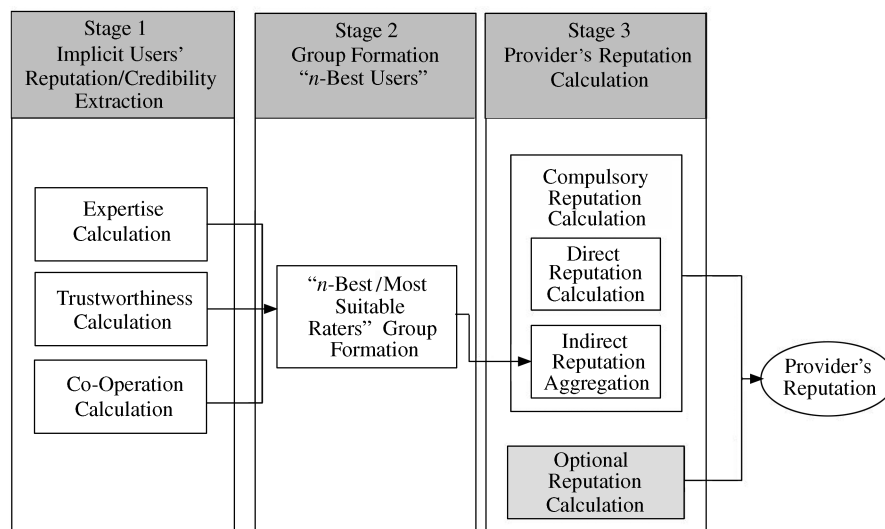 Stage 1
Implicit Users'
Reputation/Credibility
Extraction
Expertise
Calculation
Trustworthiness
Calculation
Co-Operation
Calculation
Stage 2
Group Formation
“n-Best Users”
“n-Best/Most
Suitable
Raters” Group
Formation
Stage 3
Provider's Reputation
Calculation
Compulsory
Reputation
Calculation
Direct
Reputation
Calculation
Indirect
Reputation
Aggregation
Optional
Reputation
Calculation
Provider's
Reputation